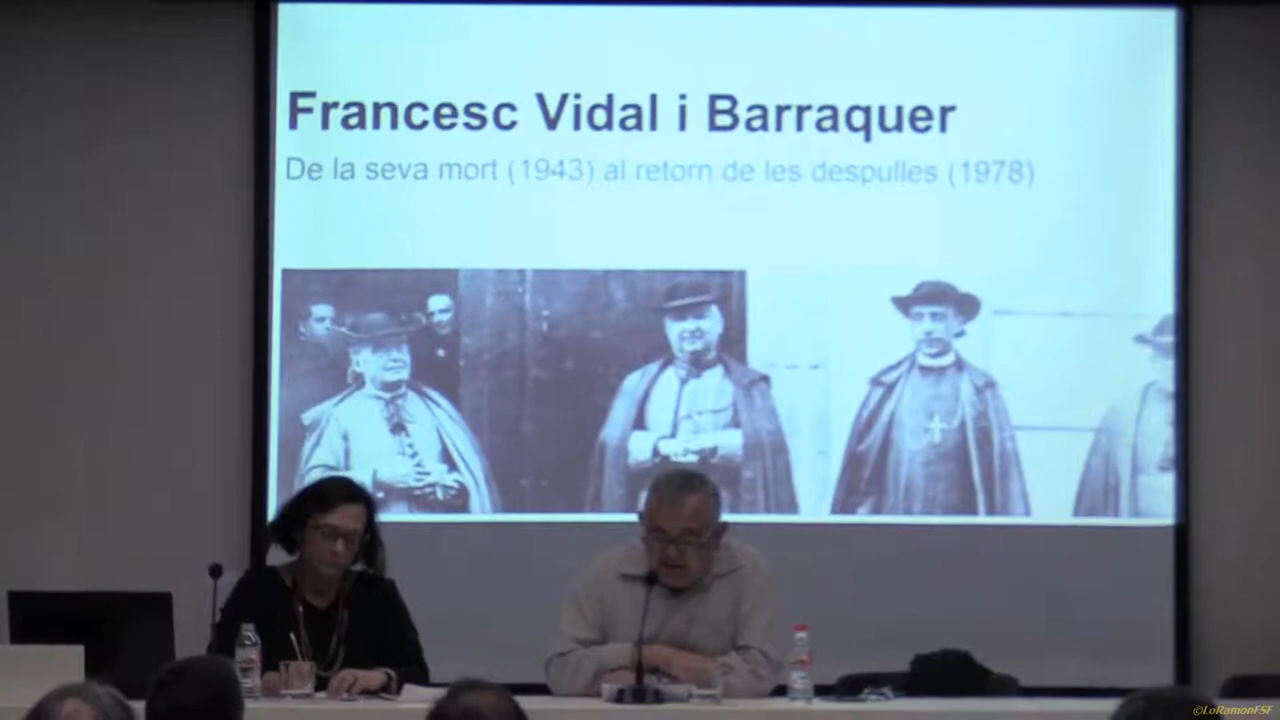 Francesc Vidal i Barraquer
De la seva mort (1943) al retorn de les despulles (1978)
©LoRamonFSF